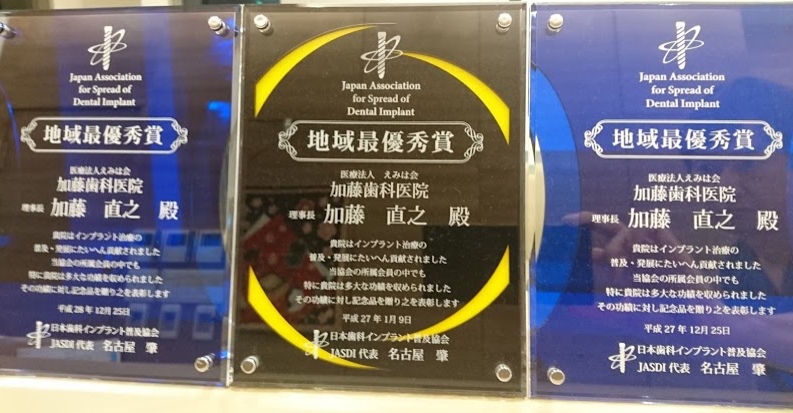 Japan Association
for Spread of
Dental Implant
地域最優秀賞
医療法人えみは会
加藤歯科医院
理事長 加藤 直之 殿
貴院はインプラント治療の
普及・発展にたいへん貢献されました
当協会の所属会員の中でも
特に貴院は多大な功績を収められました
その功績に対し記念品を贈り之を表彰します
平成28年12月25日
日本歯科インプラント普及協会
JASDI 代表 名古屋 肇
Japan Association
for Spread of
Dental Implant
地域最優秀賞
医療法人 えみは会
加藤歯科医院
理事長 加藤 直之 殿
貴院はインプラント治療の
普及・発展にたいへん貢献されました
当協会の所属会員の中でも
特に貴院は多大な功績を収められました
その功績に対し記念品を贈り之を表彰します
平成27年1月9日
日本歯科インプラント普及協会
JASDI 代表 名古屋 肇
Japan Association
for Spread of
Dental Implant
地域最優秀賞
医療法人えみは会
加藤歯科医院
理事長 加藤 直之 殿
貴院はインプラント治療の
普及・発展にたいへん貢献されました
当協会の所属会員の中でも
特に貴院は多大な功績を収められました
その功績に対し記念品を贈り之を表彰します
平成27年12月25日
日本歯科インプラント普及協会
JASDI 代表 名古屋 肇